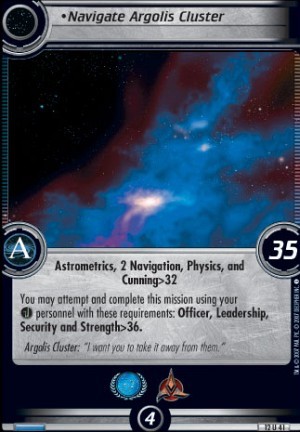 •Navigate Argolis Cluster
A
35
Astrometrics, 2 Navigation, Physics, and
Cunning>32
You may attempt and complete this mission using your
personnel with these requirements: Officer, Leadership,
Security and Strength>36.
Argolis Cluster: "I want you to take it away from them."
4
12 U 41